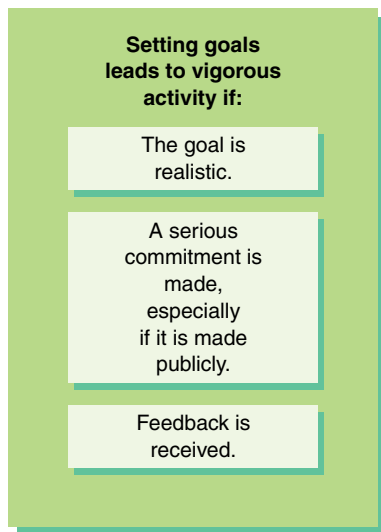 Setting goals
leads to vigorous
activity if:
The goal is
realistic.
A serious
commitment is
made,
especially
if it is made
publicly.
Feedback is
received.